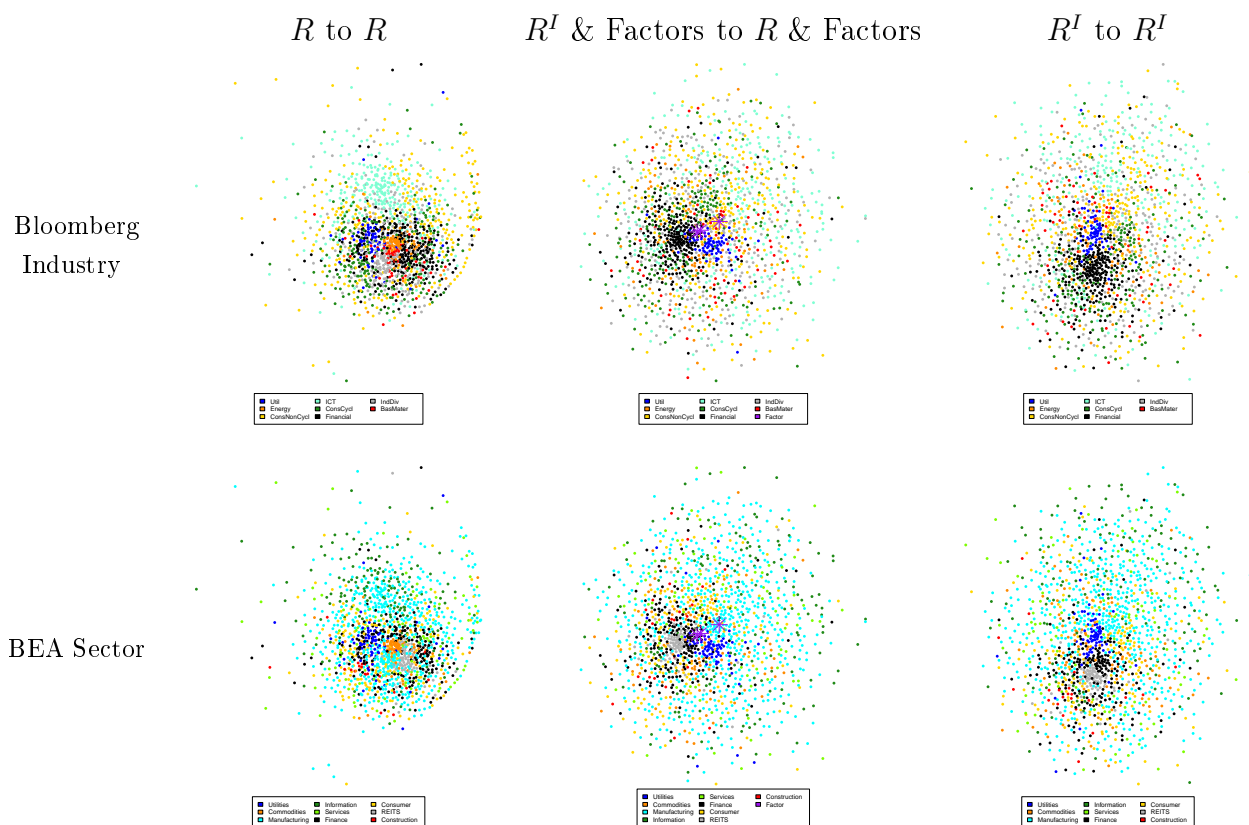 R to R
R^I & Factors to R & Factors
R^I to R^I
Bloomberg
Industry
Util ICT IndDiv
Energy ConsCycl BasMater
ConsNonCycl Financial
Util ICT IndDiv
Energy ConsCycl BasMater
ConsNonCycl Financial Factor
Util ICT IndDiv
Energy ConsCycl BasMater
ConsNonCycl Financial
BEA Sector
Utilities Information Consumer
Commodities Services REITS
Manufacturing Finance Construction
Utilities Services Construction
Commodities Finance Factor
Manufacturing Consumer
Information REITS
Utilities Information Consumer
Commodities Services REITS
Manufacturing Finance Construction